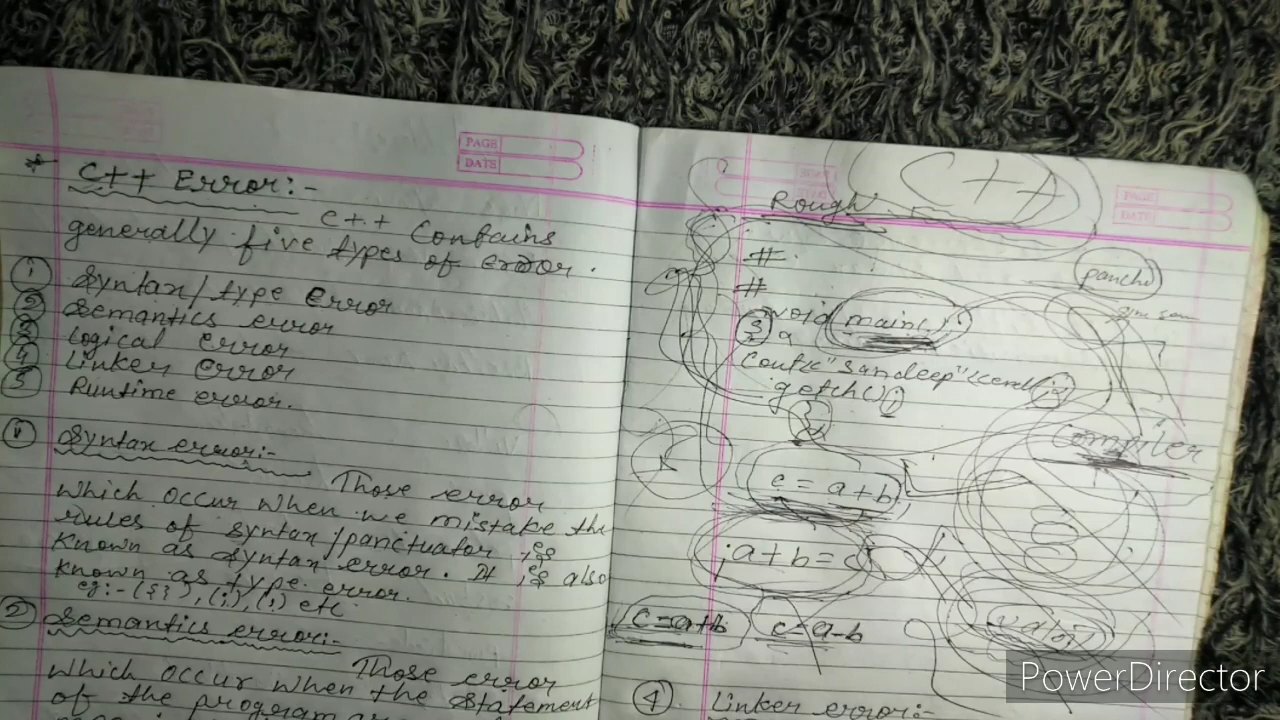 PAGE
DATE
* C++ Error:-
C++ Contains
generally five types of error.
① Syntax/type Error
② Semantics error
③ Logical Error
④ Linker Error
⑤ Runtime error.
① Syntax error:-
Those error
which occur when we mistake the
rules of syntax/panctuator is
known as syntax error. It is also
known as type error.
eg:- ({}), (;), (,) etc
② Semantics error:-
Those error
which occur when the statement
of the program
PAGE
DATE
C++
Rough
#
#
void main()
Cout<<"Sandeep"<<endl;
getch();
}
Compiler
c = a+b
a+b =
c=a+b c=a-b
④ Linker error:-
PowerDirector